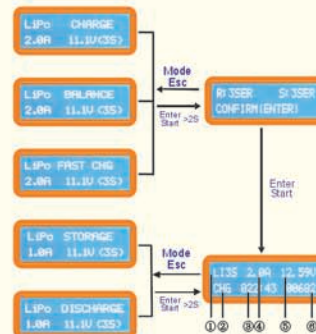 LiPo CHARGE
2.0A 11.1V(3S)
LiPo BALANCE
2.0A 11.1V(3S)
LiPo FAST CHG
2.0A 11.1V(3S)
LiPo STORAGE
1.0A 11.1V(3S)
LiPo DISCHARGE
1.0A 11.1V(3S)
Mode
Esc
Enter
Start >2S
R:3SER S:3SER
CONFIRM(ENTER)
Enter
Start
Mode
Esc
Enter
Start >2S
LI3S 2.0A 12.59V
CHG 022:43 00682
①② ③④ ⑤ ⑥